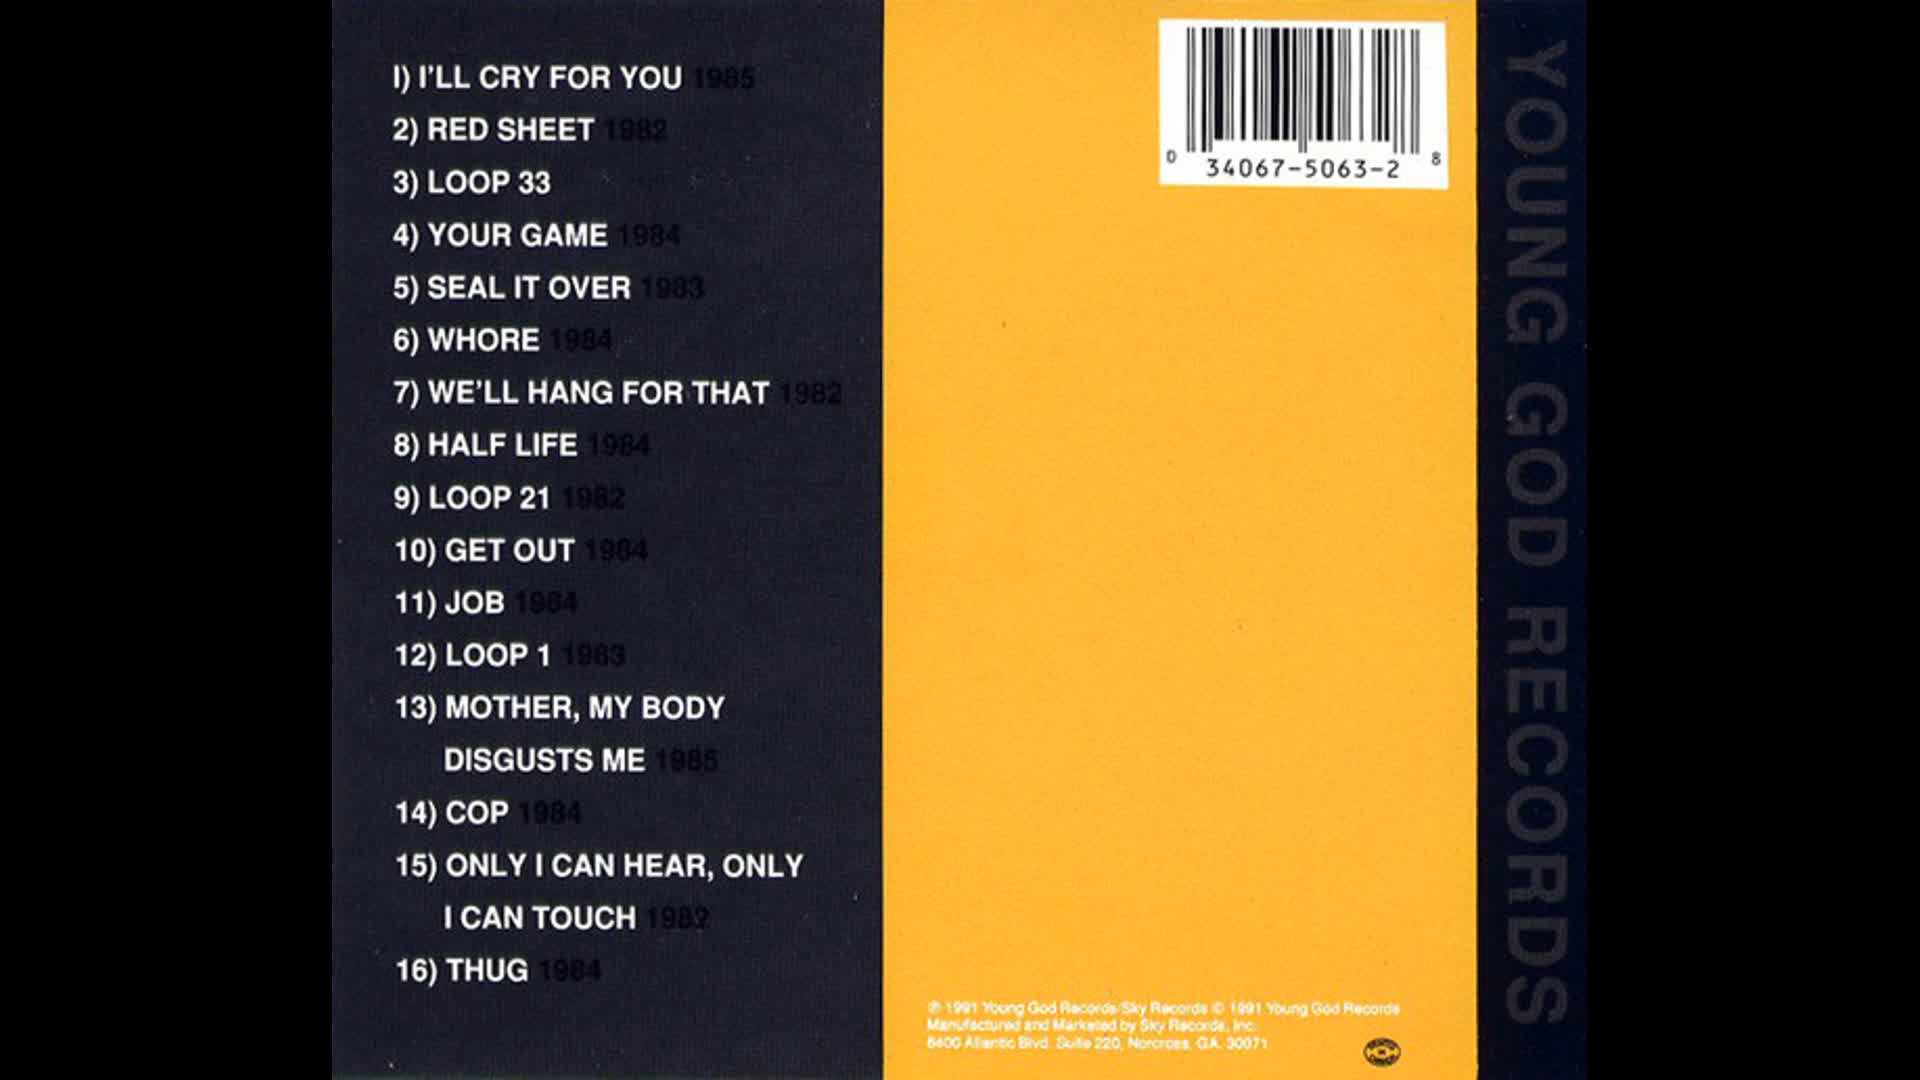 I) I'LL CRY FOR YOU 1985
2) RED SHEET 1982
3) LOOP 33
4) YOUR GAME 1984
5) SEAL IT OVER 1983
6) WHORE 1984
7) WE'LL HANG FOR THAT 1982
8) HALF LIFE 1984
9) LOOP 21 1982
10) GET OUT 1984
11) JOB 1984
12) LOOP 1 1983
13) MOTHER, MY BODY
DISGUSTS ME 1985
14) COP 1984
15) ONLY I CAN HEAR, ONLY
I CAN TOUCH 1982
16) THUG 1984
0 34067-5063-2 8
℗ 1991 Young God Records/Sky Records © 1991 Young God Records
Manufactured and Marketed by Sky Records, Inc.
6400 Atlantic Blvd. Suite 220, Norcross, GA. 30071
YOUNG GOD RECORDS